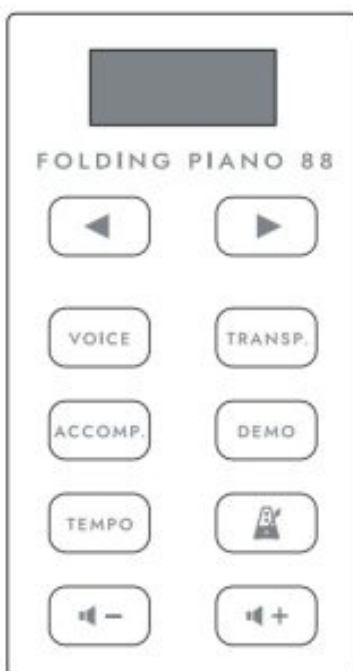 FOLDING PIANO 88
VOICE TRANSP.
ACCOMP. DEMO
TEMPO
− +